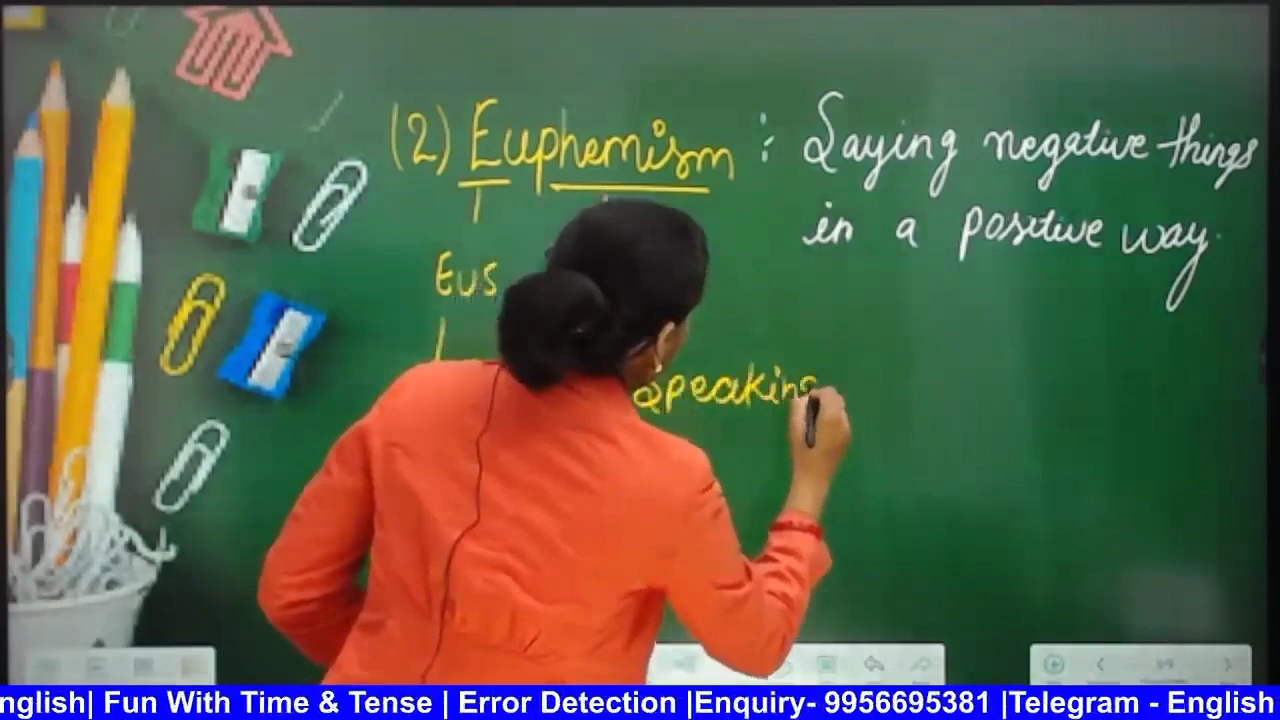 (2) Euphemism : Saying negative things
in a positive way.
Eus
Speaking
nglish| Fun With Time & Tense | Error Detection |Enquiry- 9956695381 |Telegram - English